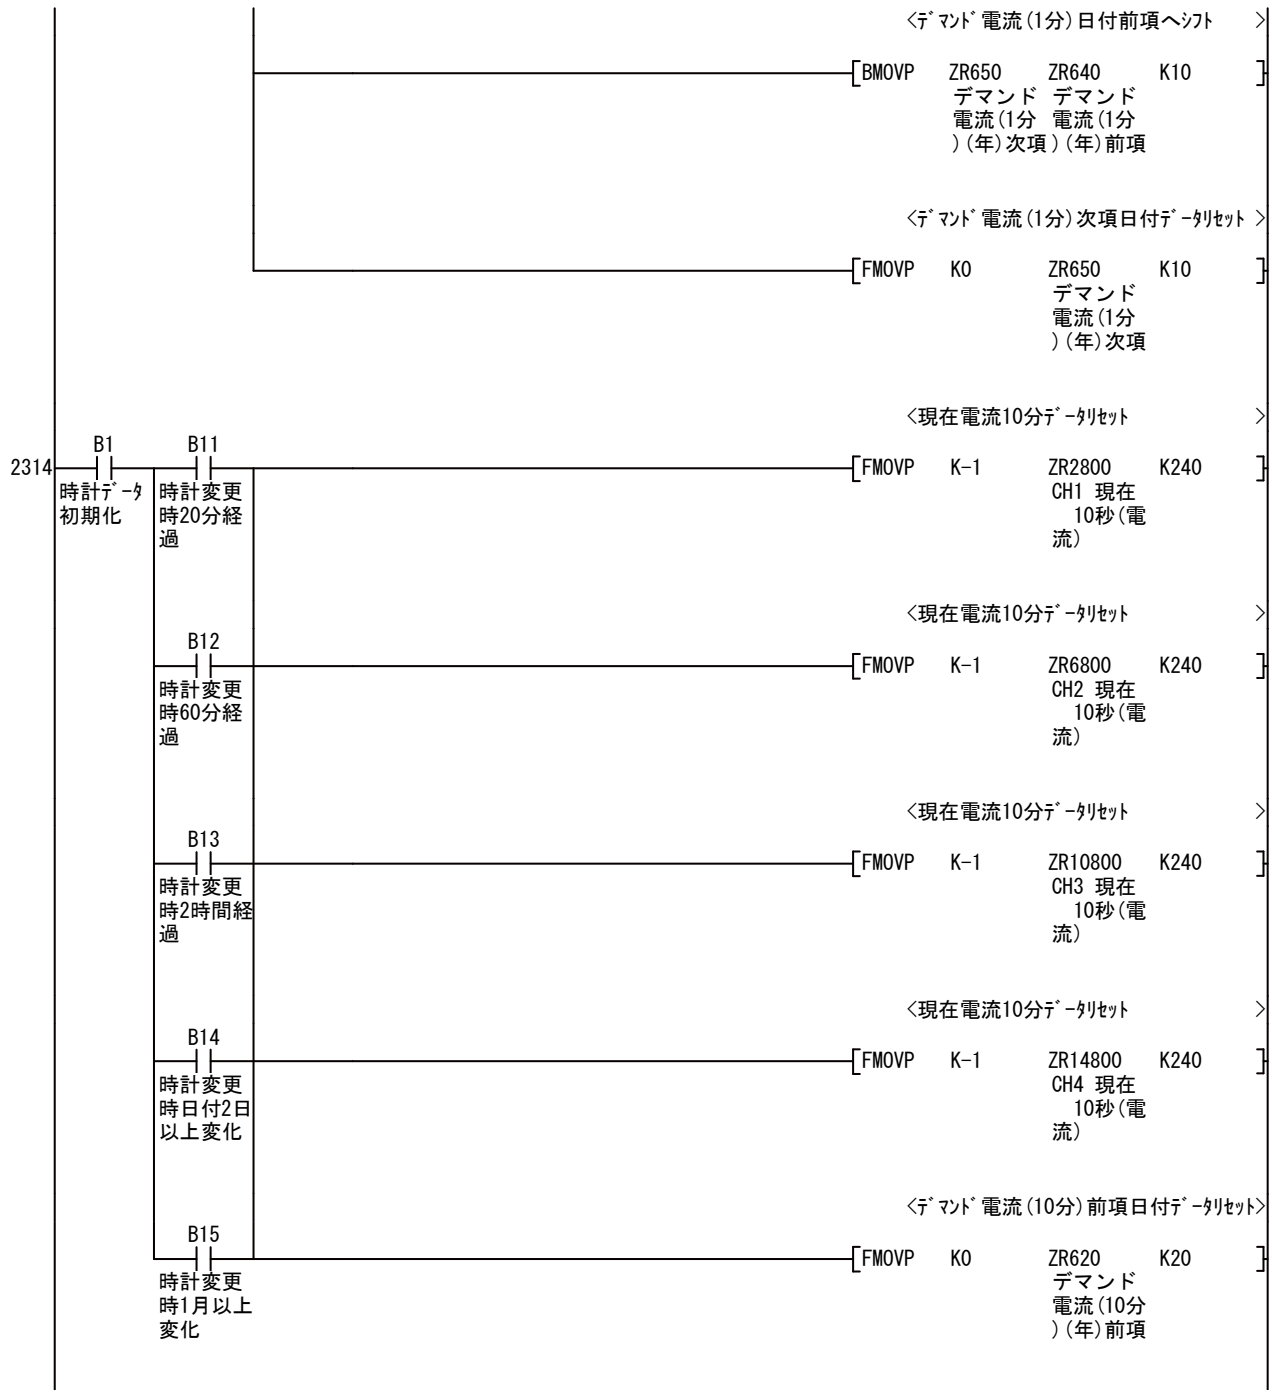 <ﾃﾞﾏﾝﾄﾞ電流(1分)日付前項へｼﾌﾄ >
[BMOVP ZR650 ZR640 K10 ]
デマンド デマンド
電流(1分 電流(1分
)(年)次項 )(年)前項
<ﾃﾞﾏﾝﾄﾞ電流(1分)次項日付ﾃﾞｰﾀﾘｾｯﾄ >
[FMOVP K0 ZR650 K10 ]
デマンド
電流(1分
)(年)次項
<現在電流10分ﾃﾞｰﾀﾘｾｯﾄ >
B1 B11
2314 [FMOVP K-1 ZR2800 K240 ]
時計ﾃﾞｰﾀ 時計変更 CH1 現在
初期化 時20分経 10秒(電
過 流)
<現在電流10分ﾃﾞｰﾀﾘｾｯﾄ >
B12
[FMOVP K-1 ZR6800 K240 ]
時計変更 CH2 現在
時60分経 10秒(電
過 流)
<現在電流10分ﾃﾞｰﾀﾘｾｯﾄ >
B13
[FMOVP K-1 ZR10800 K240 ]
時計変更 CH3 現在
時2時間経 10秒(電
過 流)
<現在電流10分ﾃﾞｰﾀﾘｾｯﾄ >
B14
[FMOVP K-1 ZR14800 K240 ]
時計変更 CH4 現在
時日付2日 10秒(電
以上変化 流)
<ﾃﾞﾏﾝﾄﾞ電流(10分)前項日付ﾃﾞｰﾀﾘｾｯﾄ>
B15
[FMOVP K0 ZR620 K20 ]
時計変更 デマンド
時1月以上 電流(10分
変化 )(年)前項